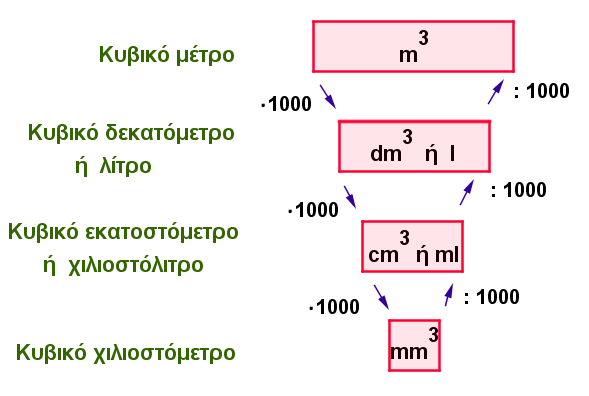 Κυβικό μέτρο
m³
·1000
: 1000
Κυβικό δεκατόμετρο
ή λίτρο
dm³ ή l
·1000
: 1000
Κυβικό εκατοστόμετρο
ή χιλιοστόλιτρο
cm³ ή ml
·1000
: 1000
Κυβικό χιλιοστόμετρο
mm³